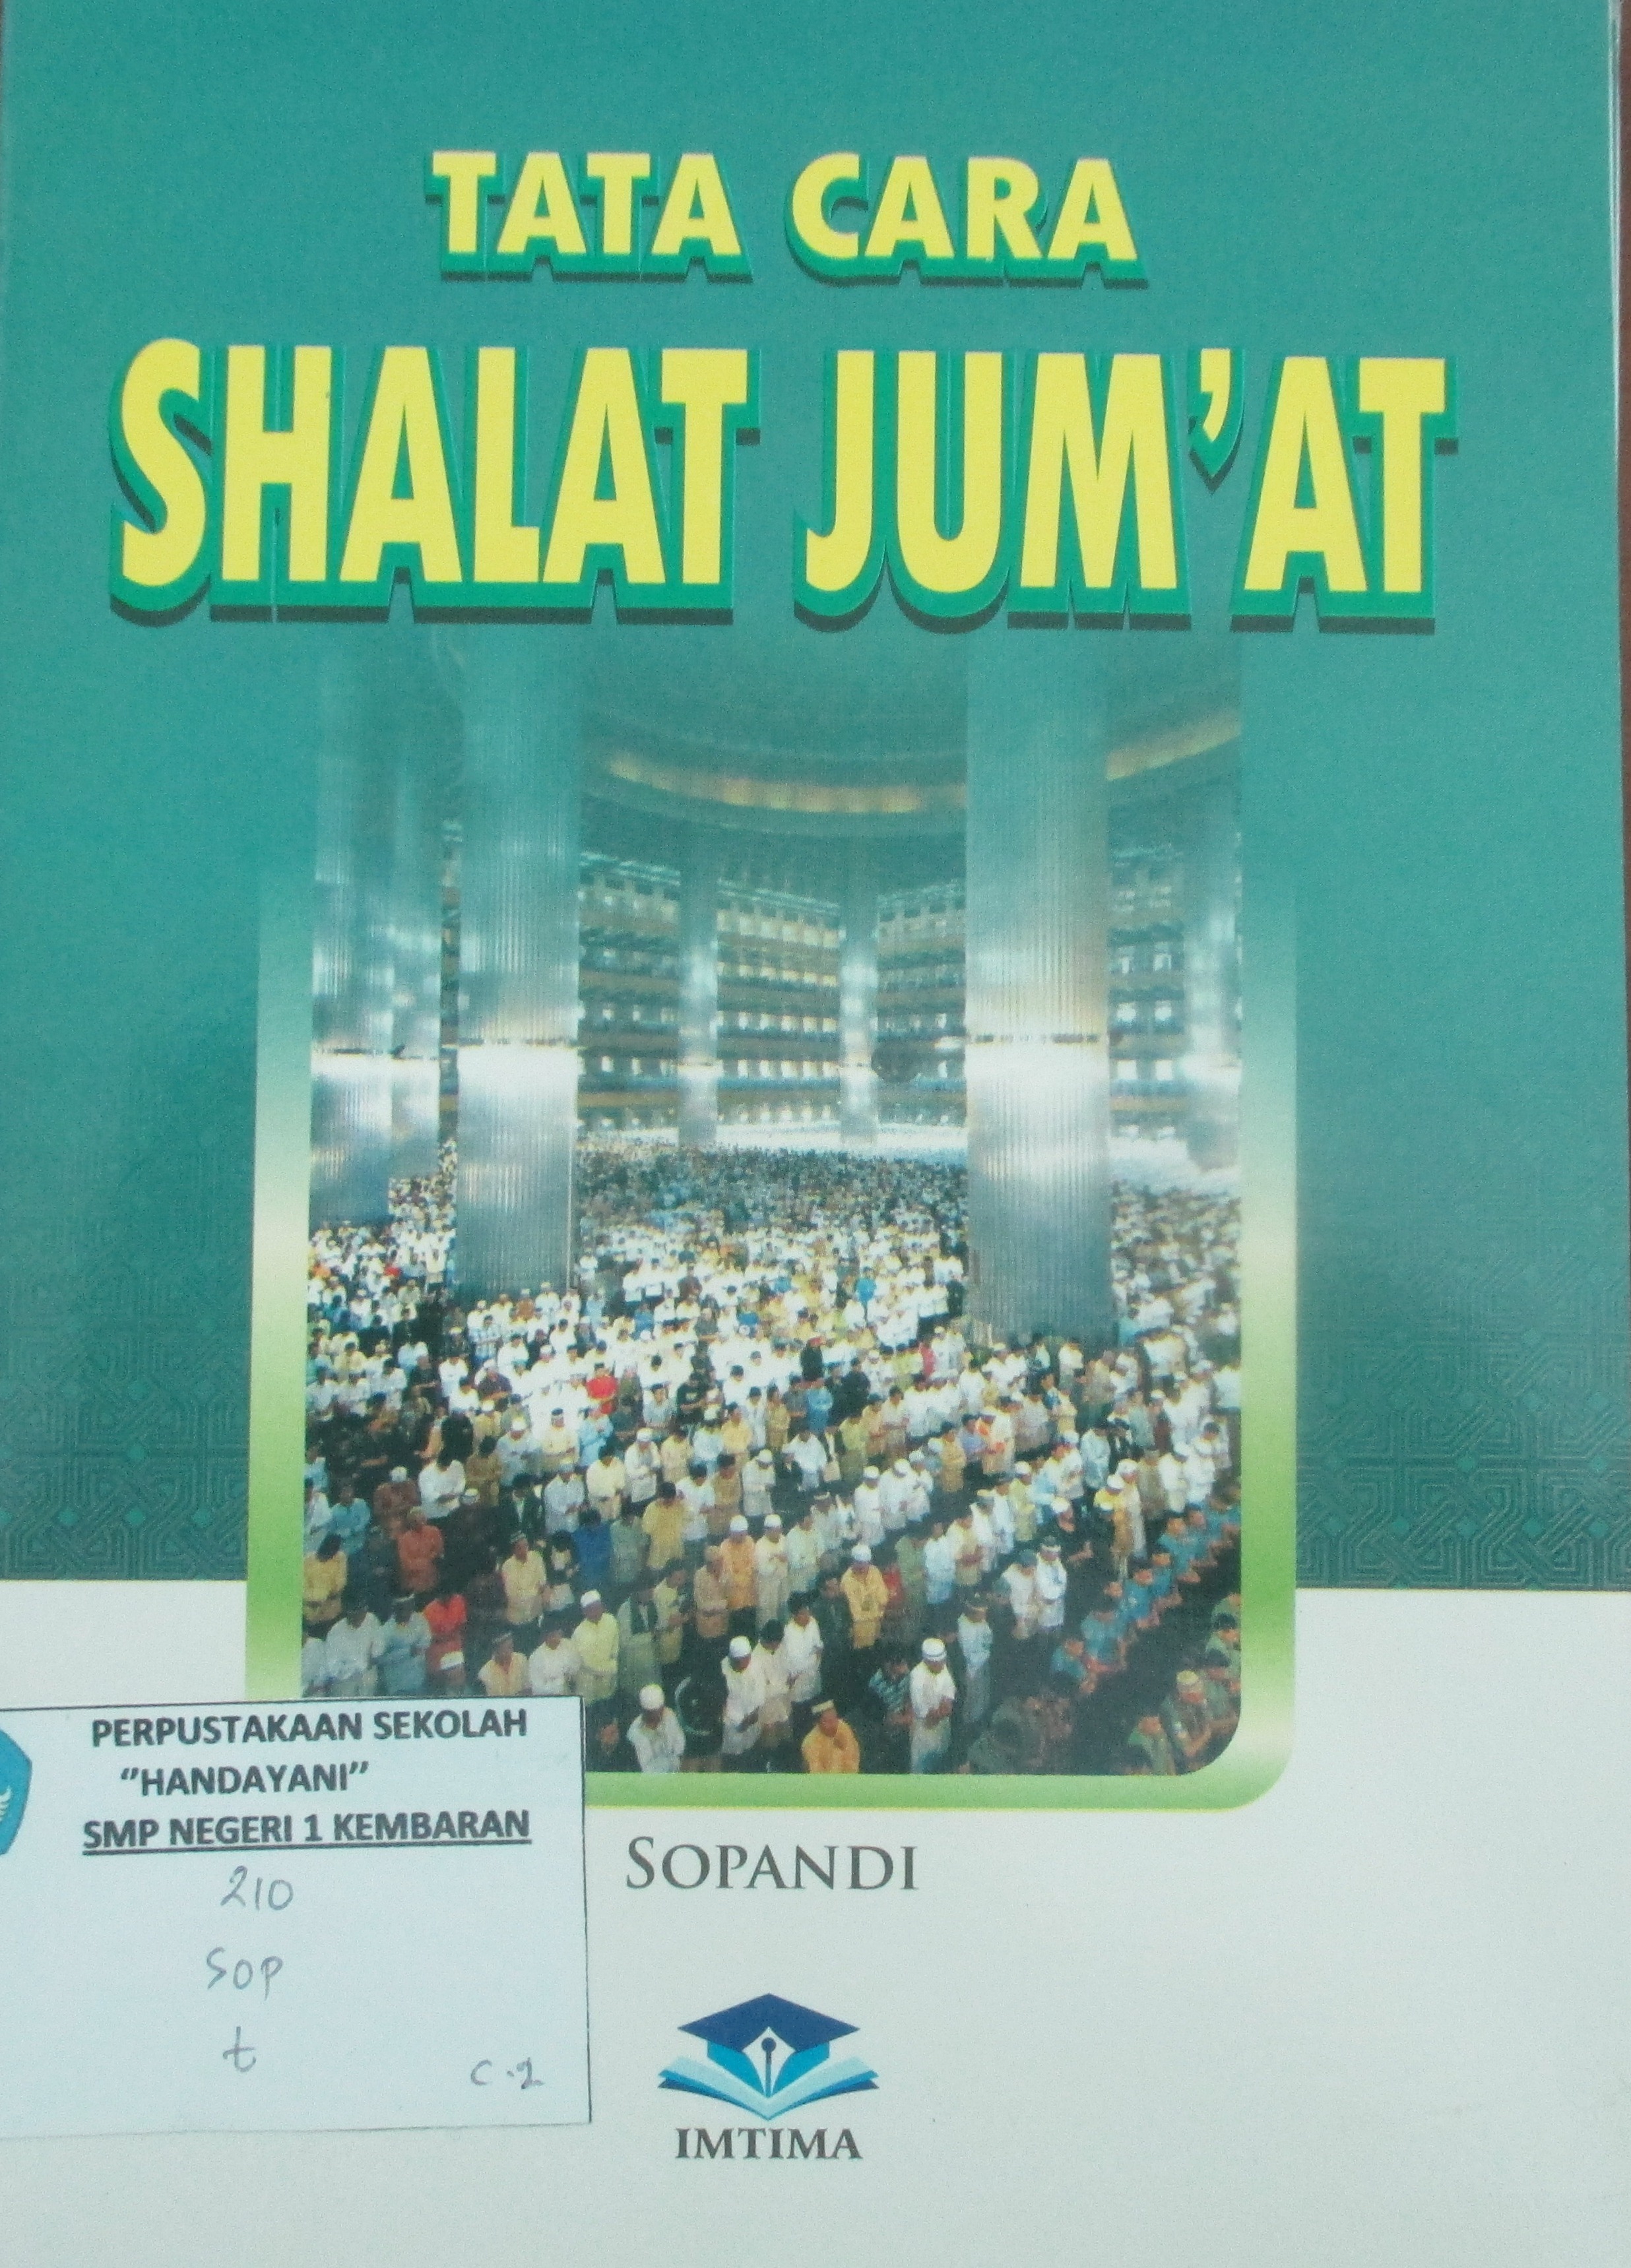 TATA CARA
SHALAT JUM'AT
PERPUSTAKAAN SEKOLAH
"HANDAYANI"
SMP NEGERI 1 KEMBARAN
210
Sop
t
C.2
SOPANDI
IMTIMA